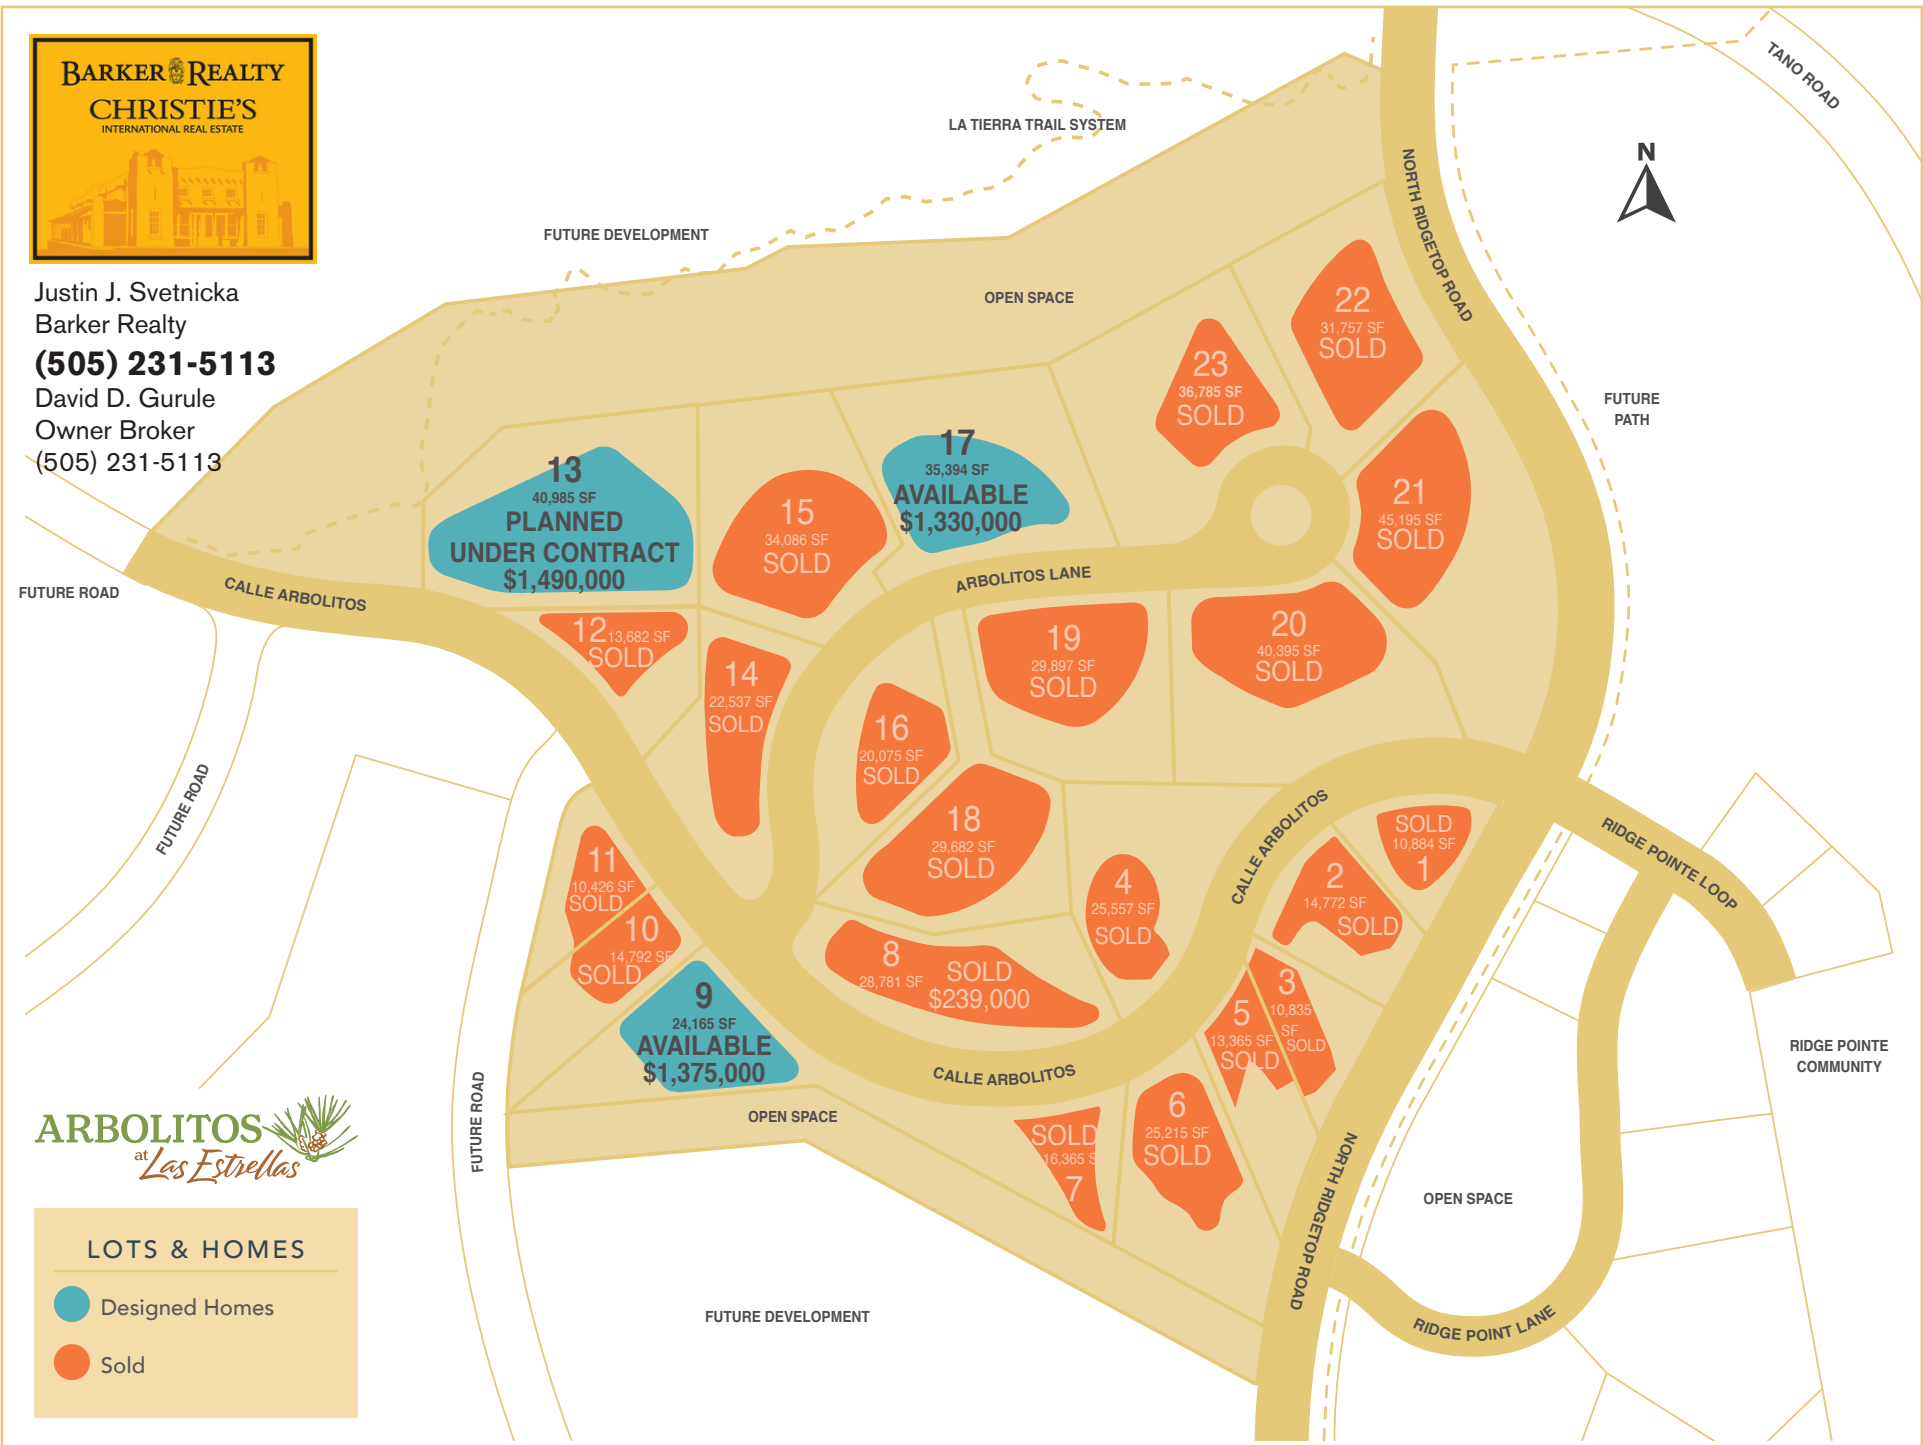 BARKER REALTY
CHRISTIE'S
INTERNATIONAL REAL ESTATE
Justin J. Svetnicka
Barker Realty
(505) 231-5113
David D. Gurule
Owner Broker
(505) 231-5113
TANO ROAD
LA TIERRA TRAIL SYSTEM
N
NORTH RIDGETOP ROAD
FUTURE DEVELOPMENT
OPEN SPACE
22
31,757 SF
SOLD
23
36,785 SF
SOLD
FUTURE
PATH
13
40,985 SF
PLANNED
UNDER CONTRACT
$1,490,000
15
34,086 SF
SOLD
17
35,394 SF
AVAILABLE
$1,330,000
21
45,195 SF
SOLD
FUTURE ROAD
CALLE ARBOLITOS
ARBOLITOS LANE
12 13,682 SF
SOLD
14
22,537 SF
SOLD
19
29,897 SF
SOLD
20
40,395 SF
SOLD
16
20,075 SF
SOLD
FUTURE ROAD
18
29,682 SF
SOLD
CALLE ARBOLITOS
SOLD
10,884 SF
1
RIDGE POINTE LOOP
11
10,426 SF
SOLD
4
25,557 SF
SOLD
2
14,772 SF
SOLD
10
14,792 SF
SOLD
8
28,781 SF
SOLD
$239,000
9
24,165 SF
AVAILABLE
$1,375,000
5
13,365 SF
SOLD
3
10,835
SF
SOLD
CALLE ARBOLITOS
RIDGE POINTE
COMMUNITY
FUTURE ROAD
OPEN SPACE
SOLD
16,365 S
7
6
25,215 SF
SOLD
NORTH RIDGETOP ROAD
OPEN SPACE
ARBOLITOS
at Las Estrellas
LOTS & HOMES
Designed Homes
Sold
FUTURE DEVELOPMENT
RIDGE POINT LANE